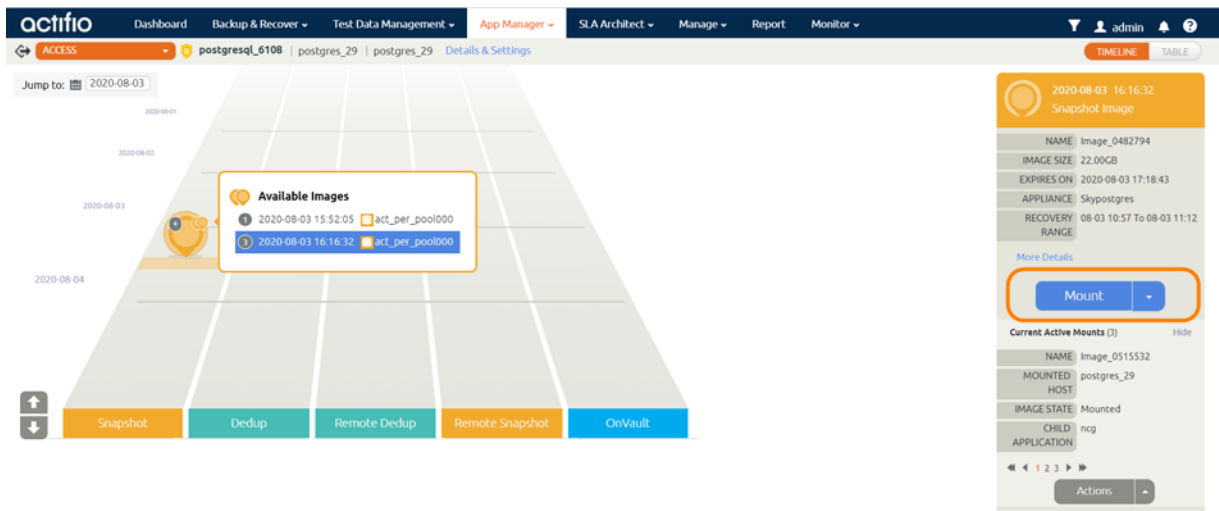 actifio Dashboard Backup & Recover Test Data Management App Manager SLA Architect Manage Report Monitor admin ?
ACCESS postgresql_6108 | postgres_29 | postgres_29 Details & Settings TIMELINE TABLE
Jump to: 2020-08-03
2020-08-01
2020-08-02
2020-08-03
2020-08-04
4
Available Images
1 2020-08-03 15:52:05 act_per_pool000
3 2020-08-03 16:16:32 act_per_pool000
Snapshot Dedup Remote Dedup Remote Snapshot OnVault
2020-08-03 16:16:32
Snapshot Image
NAME Image_0482794
IMAGE SIZE 22.00GB
EXPIRES ON 2020-08-03 17:18:43
APPLIANCE Skypostgres
RECOVERY RANGE 08-03 10:57 To 08-03 11:12
More Details
Mount
Current Active Mounts (3) Hide
NAME Image_0515532
MOUNTED HOST postgres_29
IMAGE STATE Mounted
CHILD APPLICATION ncg
1 2 3
Actions